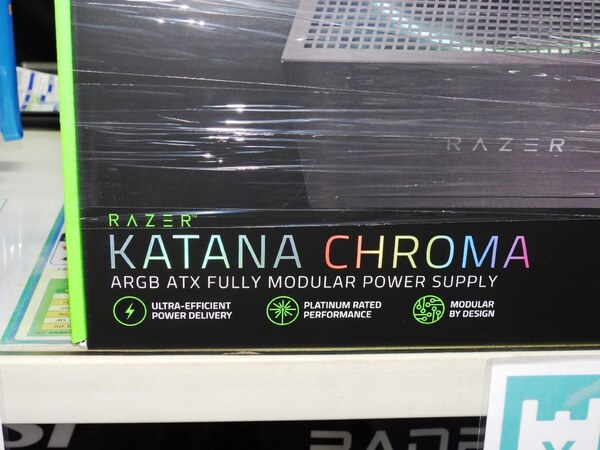 RAZER
RAZER™
KATANA CHROMA
ARGB ATX FULLY MODULAR POWER SUPPLY
ULTRA-EFFICIENT
POWER DELIVERY
PLATINUM RATED
PERFORMANCE
MODULAR
BY DESIGN